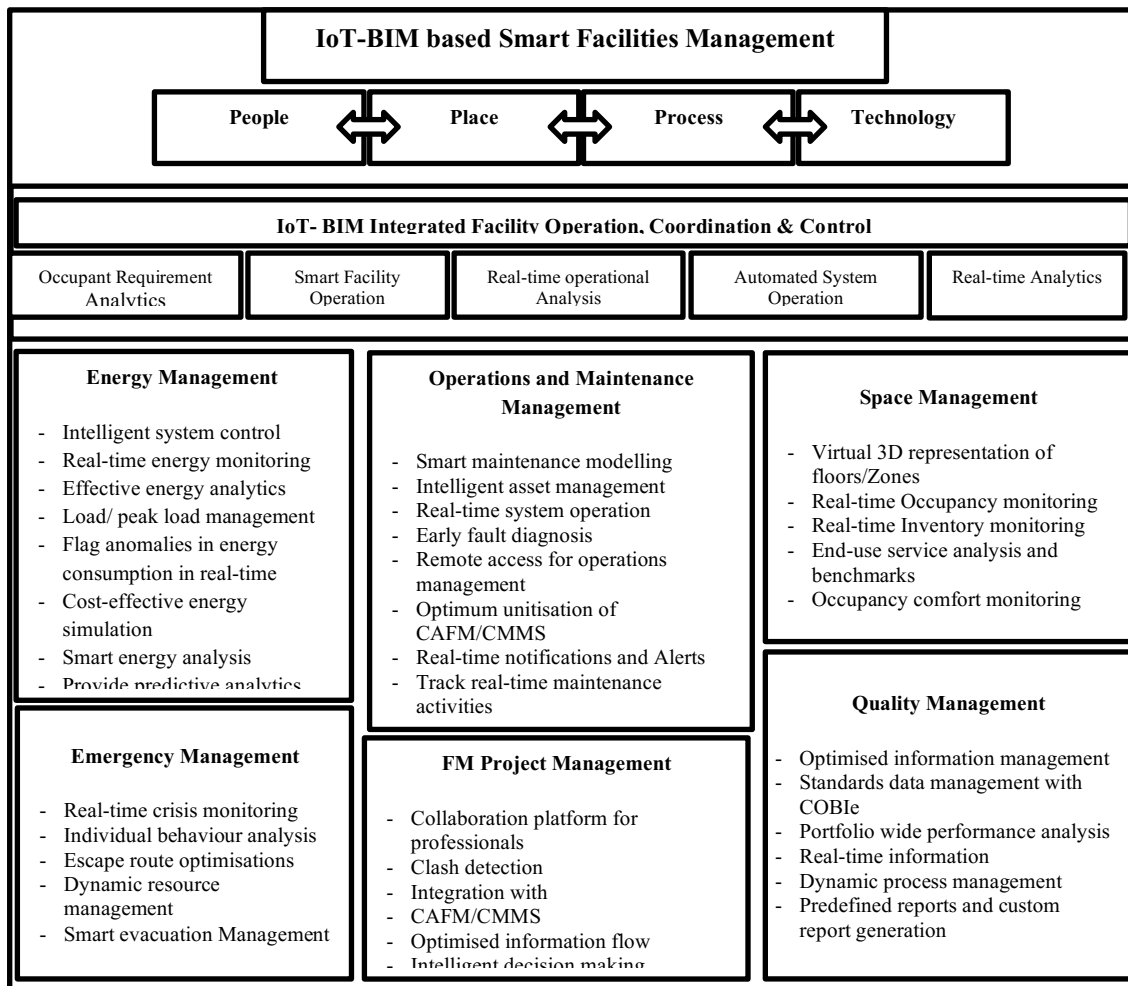 IoT-BIM based Smart Facilities Management
People
Place
Process
Technology
IoT- BIM Integrated Facility Operation, Coordination & Control
Occupant Requirement
Analytics
Smart Facility
Operation
Real-time operational
Analysis
Automated System
Operation
Real-time Analytics
Energy Management
- Intelligent system control
- Real-time energy monitoring
- Effective energy analytics
- Load/ peak load management
- Flag anomalies in energy
consumption in real-time
- Cost-effective energy
simulation
- Smart energy analysis
- Provide predictive analytics
Operations and Maintenance
Management
- Smart maintenance modelling
- Intelligent asset management
- Real-time system operation
- Early fault diagnosis
- Remote access for operations
management
- Optimum unitisation of
CAFM/CMMS
- Real-time notifications and Alerts
- Track real-time maintenance
activities
Space Management
- Virtual 3D representation of
floors/Zones
- Real-time Occupancy monitoring
- Real-time Inventory monitoring
- End-use service analysis and
benchmarks
- Occupancy comfort monitoring
Emergency Management
- Real-time crisis monitoring
- Individual behaviour analysis
- Escape route optimisations
- Dynamic resource
management
- Smart evacuation Management
FM Project Management
- Collaboration platform for
professionals
- Clash detection
- Integration with
- CAFM/CMMS
- Optimised information flow
- Intelligent decision making
Quality Management
- Optimised information management
- Standards data management with
COBIe
- Portfolio wide performance analysis
- Real-time information
- Dynamic process management
- Predefined reports and custom
report generation